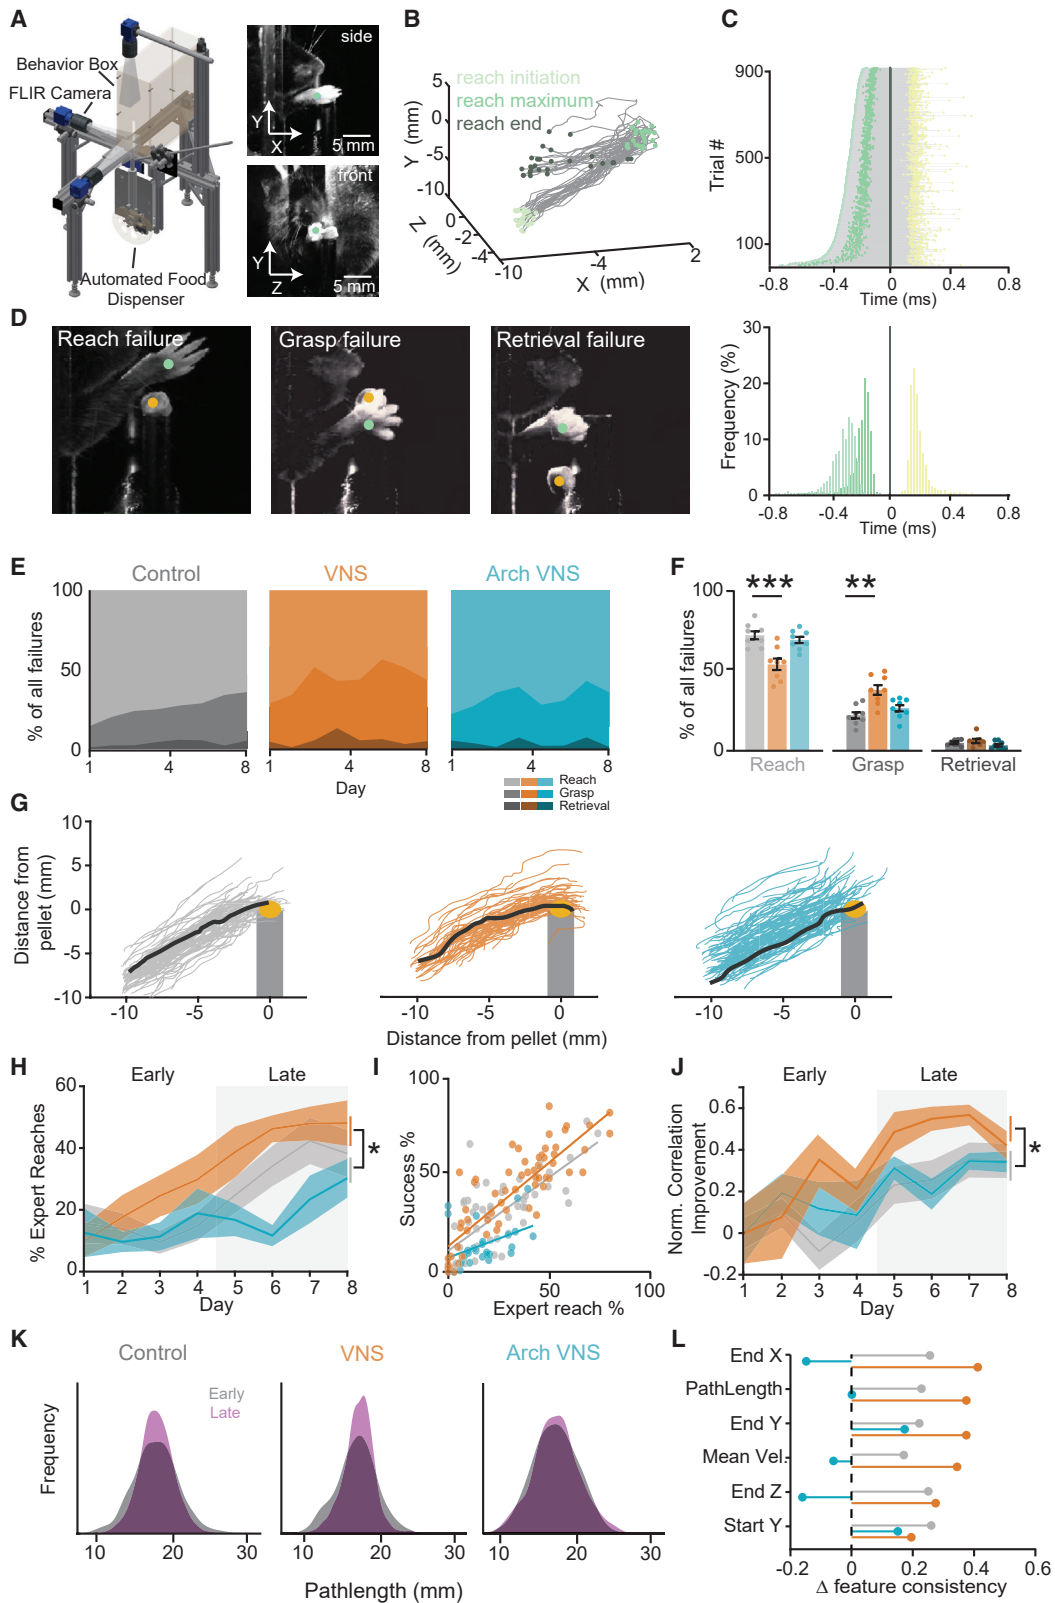 A
Behavior Box
FLIR Camera
Automated Food
Dispenser
side
Y
X
5 mm
front
Y
Z
5 mm
B
reach initiation
reach maximum
reach end
5
0
-5
-10
Y (mm)
0
-2
-4
Z (mm)
-10
-4
2
X (mm)
C
900
500
100
Trial #
-0.8
-0.4
0
0.4
0.8
Time (ms)
30
20
10
0
Frequency (%)
-0.8
-0.4
0
0.4
0.8
Time (ms)
D
Reach failure
Grasp failure
Retrieval failure
E
Control
VNS
Arch VNS
100
50
0
% of all failures
1
4
8
1
4
8
1
4
8
Day
Reach
Grasp
Retrieval
F
100
50
0
% of all failures
***
**
Reach
Grasp
Retrieval
G
10
5
0
-5
-10
Distance from
pellet (mm)
-10
-5
0
-10
-5
0
-10
-5
0
Distance from pellet (mm)
H
Early
Late
60
40
20
0
% Expert Reaches
1
2
3
4
5
6
7
8
Day
*
I
100
50
0
Success %
0
50
100
Expert reach %
J
Early
Late
0.6
0.4
0.2
0
-0.2
Norm. Correlation
Improvement
1
2
3
4
5
6
7
8
Day
*
K
Control
VNS
Arch VNS
Early
Late
Frequency
10
20
30
10
20
30
10
20
30
Pathlength (mm)
L
End X
PathLength
End Y
Mean Vel.
End Z
Start Y
-0.2
0
0.2
0.4
0.6
Δ feature consistency